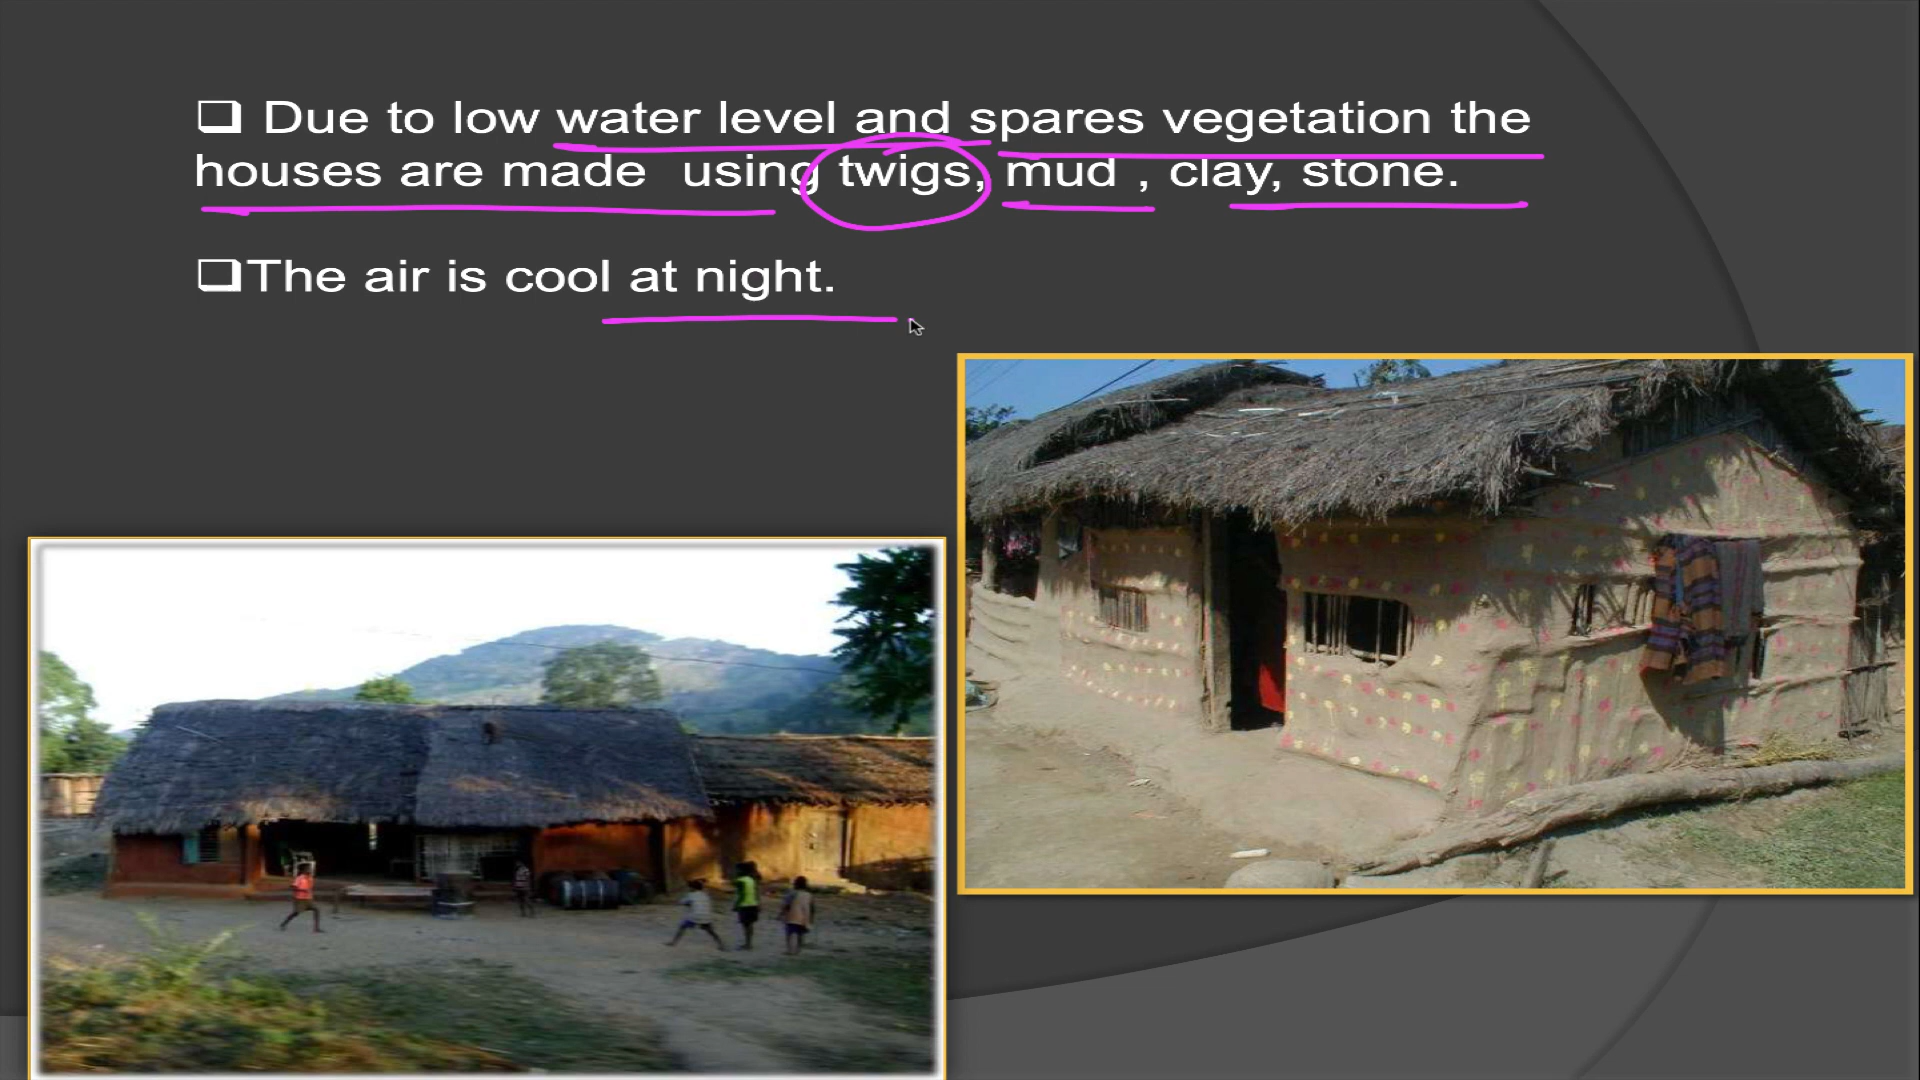 ❑ Due to low water level and spares vegetation the
houses are made using twigs, mud , clay, stone.
❑The air is cool at night.